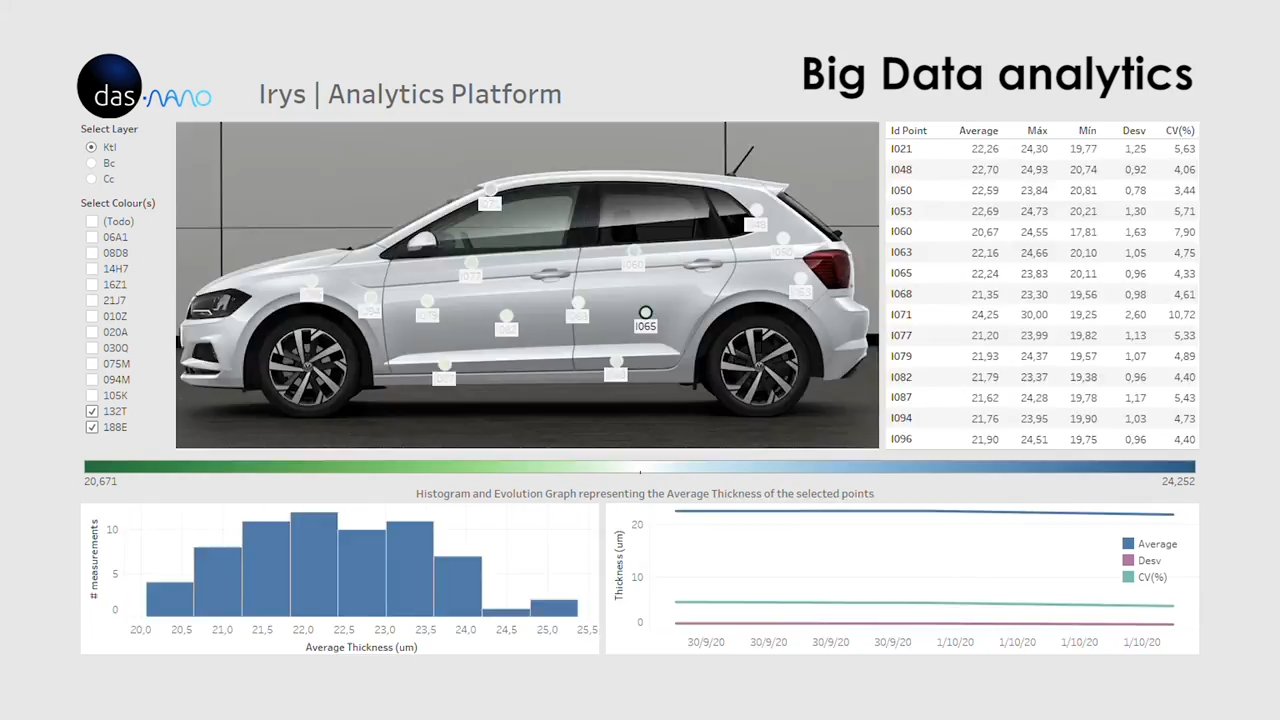 Big Data analytics
das-nano
Irys | Analytics Platform
Select Layer
Ktl
Bc
Cc
Select Colour(s)
(Todo)
06A1
08D8
14H7
16Z1
21J7
010Z
020A
030Q
075M
094M
105K
132T
188E
I071
I048
I050
I060
I077
I063
I094
I079
I082
I065
Id Point Average Máx Mín Desv CV(%)
I021 22,26 24,30 19,77 1,25 5,63
I048 22,70 24,93 20,74 0,92 4,06
I050 22,59 23,84 20,81 0,78 3,44
I053 22,69 24,73 20,21 1,30 5,71
I060 20,67 24,55 17,81 1,63 7,90
I063 22,16 24,66 20,10 1,05 4,75
I065 22,24 23,83 20,11 0,96 4,33
I068 21,35 23,30 19,56 0,98 4,61
I071 24,25 30,00 19,25 2,60 10,72
I077 21,20 23,99 19,82 1,13 5,33
I079 21,93 24,37 19,57 1,07 4,89
I082 21,79 23,37 19,38 0,96 4,40
I087 21,62 24,28 19,78 1,17 5,43
I094 21,76 23,95 19,90 1,03 4,73
I096 21,90 24,51 19,75 0,96 4,40
20,671 24,252
Histogram and Evolution Graph representing the Average Thickness of the selected points
# measurements
10
5
0
20,0 20,5 21,0 21,5 22,0 22,5 23,0 23,5 24,0 24,5 25,0 25,5
Average Thickness (um)
Thickness (um)
20
10
0
Average
Desv
CV(%)
30/9/20 30/9/20 30/9/20 30/9/20 1/10/20 1/10/20 1/10/20 1/10/20